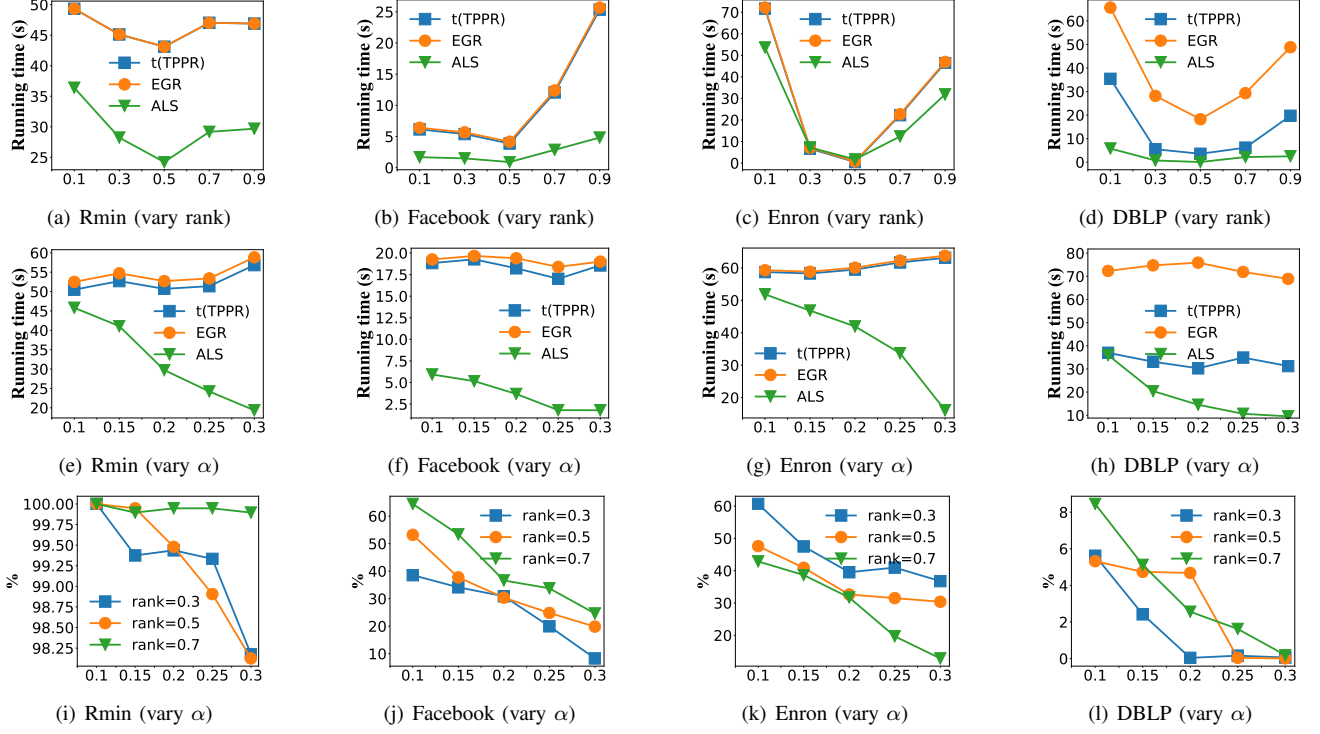 50
45
40
35
30
25
Running time (s)
t(TPPR)
EGR
ALS
0.1 0.3 0.5 0.7 0.9
(a) Rmin (vary rank)
25
20
15
10
5
0
Running time (s)
t(TPPR)
EGR
ALS
0.1 0.3 0.5 0.7 0.9
(b) Facebook (vary rank)
70
60
50
40
30
20
10
0
Running time (s)
t(TPPR)
EGR
ALS
0.1 0.3 0.5 0.7 0.9
(c) Enron (vary rank)
60
50
40
30
20
10
0
Running time (s)
t(TPPR)
EGR
ALS
0.1 0.3 0.5 0.7 0.9
(d) DBLP (vary rank)
60
55
50
45
40
35
30
25
20
Running time (s)
t(TPPR)
EGR
ALS
0.1 0.15 0.2 0.25 0.3
(e) Rmin (vary α)
20.0
17.5
15.0
12.5
10.0
7.5
5.0
2.5
Running time (s)
t(TPPR)
EGR
ALS
0.1 0.15 0.2 0.25 0.3
(f) Facebook (vary α)
60
50
40
30
20
Running time (s)
t(TPPR)
EGR
ALS
0.1 0.15 0.2 0.25 0.3
(g) Enron (vary α)
80
70
60
50
40
30
20
10
Running time (s)
t(TPPR)
EGR
ALS
0.1 0.15 0.2 0.25 0.3
(h) DBLP (vary α)
100.00
99.75
99.50
99.25
99.00
98.75
98.50
98.25
%
rank=0.3
rank=0.5
rank=0.7
0.1 0.15 0.2 0.25 0.3
(i) Rmin (vary α)
60
50
40
30
20
10
%
rank=0.3
rank=0.5
rank=0.7
0.1 0.15 0.2 0.25 0.3
(j) Facebook (vary α)
60
50
40
30
20
%
rank=0.3
rank=0.5
rank=0.7
0.1 0.15 0.2 0.25 0.3
(k) Enron (vary α)
8
6
4
2
0
%
rank=0.3
rank=0.5
rank=0.7
0.1 0.15 0.2 0.25 0.3
(l) DBLP (vary α)